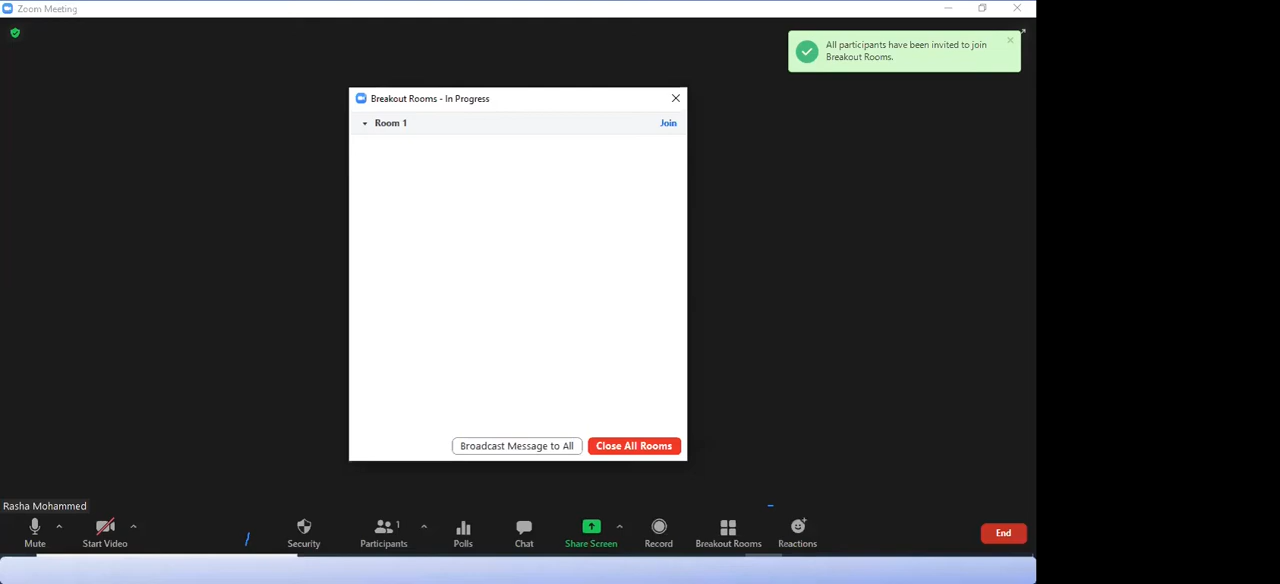 Zoom Meeting
All participants have been invited to join
Breakout Rooms.
Breakout Rooms - In Progress
Room 1
Join
Broadcast Message to All
Close All Rooms
Rasha Mohammed
1
Mute
Start Video
Security
Participants
Polls
Chat
Share Screen
Record
Breakout Rooms
Reactions
End